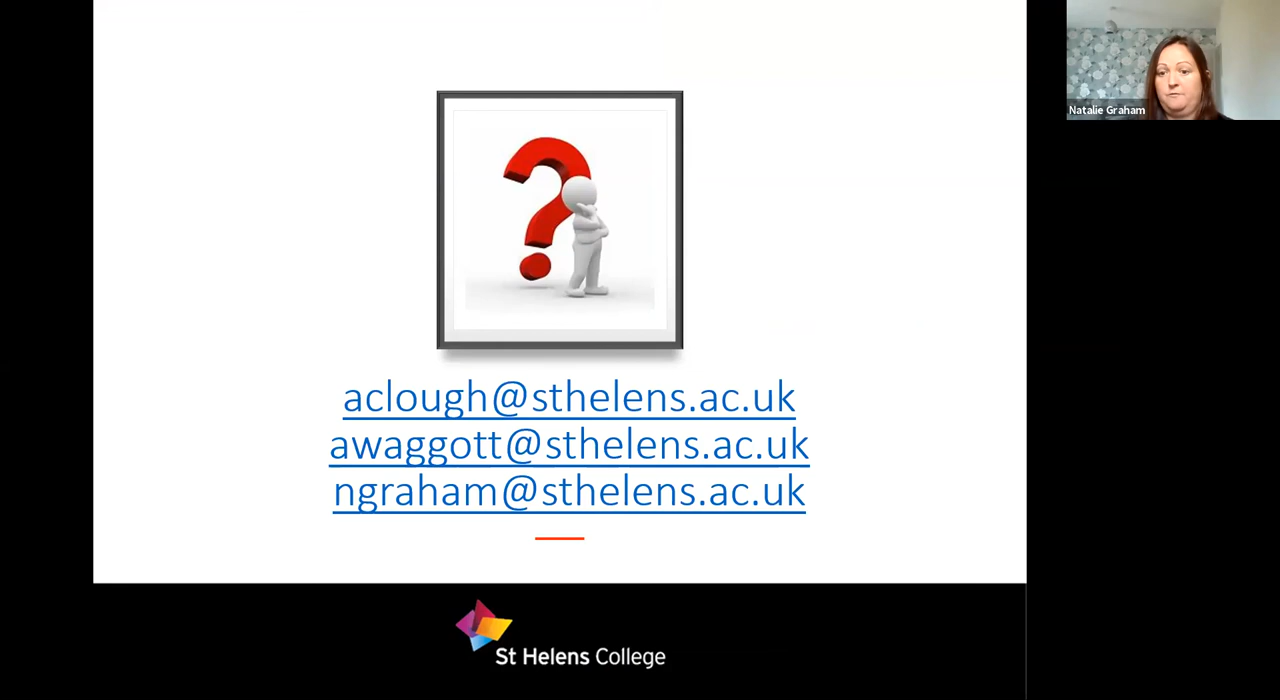 Natalie Graham
aclough@sthelens.ac.uk
awaggott@sthelens.ac.uk
ngraham@sthelens.ac.uk
St Helens College